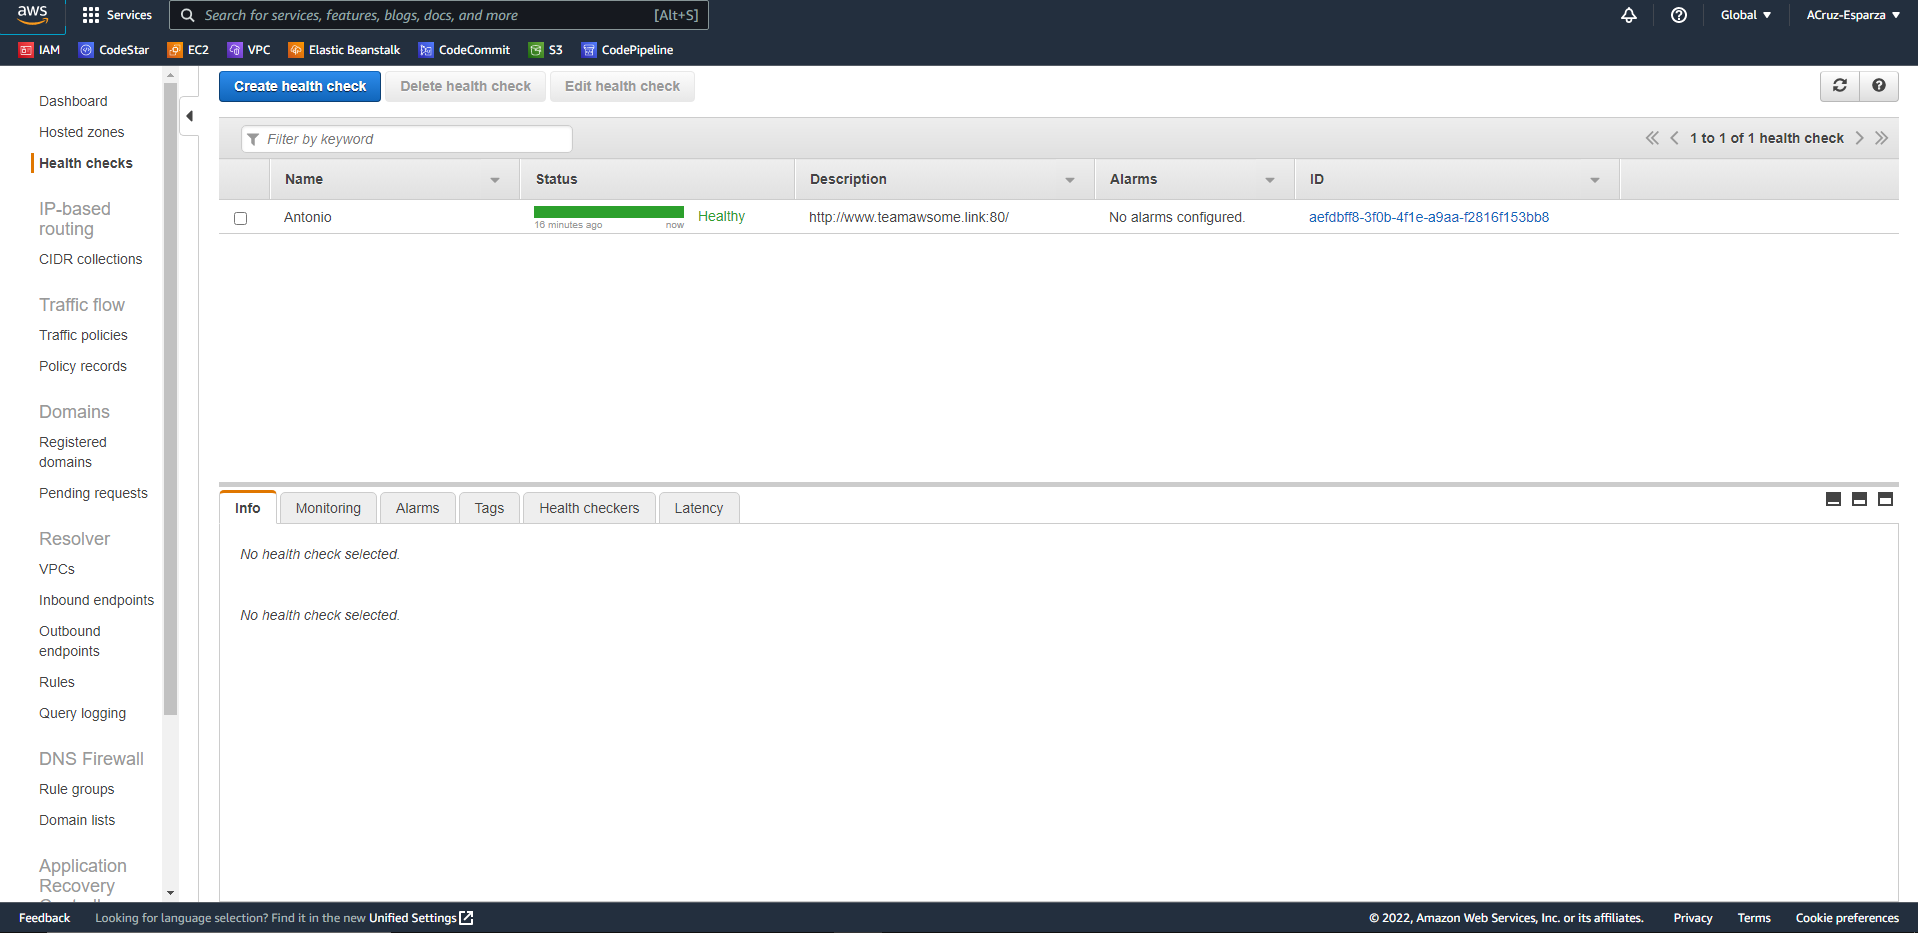 aws
Services
Search for services, features, blogs, docs, and more
[Alt+S]
Global
ACruz-Esparza
IAM
CodeStar
EC2
VPC
Elastic Beanstalk
CodeCommit
S3
CodePipeline
Dashboard
Hosted zones
Health checks
IP-based
routing
CIDR collections
Traffic flow
Traffic policies
Policy records
Domains
Registered
domains
Pending requests
Resolver
VPCs
Inbound endpoints
Outbound
endpoints
Rules
Query logging
DNS Firewall
Rule groups
Domain lists
Application
Recovery
Create health check
Delete health check
Edit health check
Filter by keyword
1 to 1 of 1 health check
Name
Status
Description
Alarms
ID
Antonio
16 minutes ago
now
Healthy
http://www.teamawsome.link:80/
No alarms configured.
aefdbff8-3f0b-4f1e-a9aa-f2816f153bb8
Info
Monitoring
Alarms
Tags
Health checkers
Latency
No health check selected.
No health check selected.
Feedback
Looking for language selection? Find it in the new Unified Settings
© 2022, Amazon Web Services, Inc. or its affiliates.
Privacy
Terms
Cookie preferences